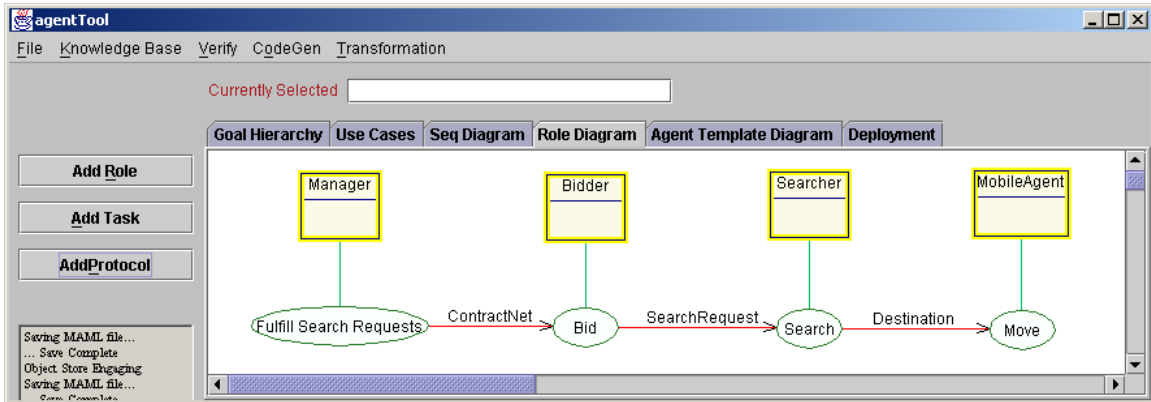 agentTool
File Knowledge Base Verify CodeGen Transformation
Currently Selected
Goal Hierarchy Use Cases Seq Diagram Role Diagram Agent Template Diagram Deployment
Add Role
Add Task
AddProtocol
Manager Bidder Searcher MobileAgent
ContractNet SearchRequest Destination
Fulfill Search Requests Bid Search Move
Saving MAML file...
... Save Complete
Object Store Engaging
Saving MAML file...
... Save Complete